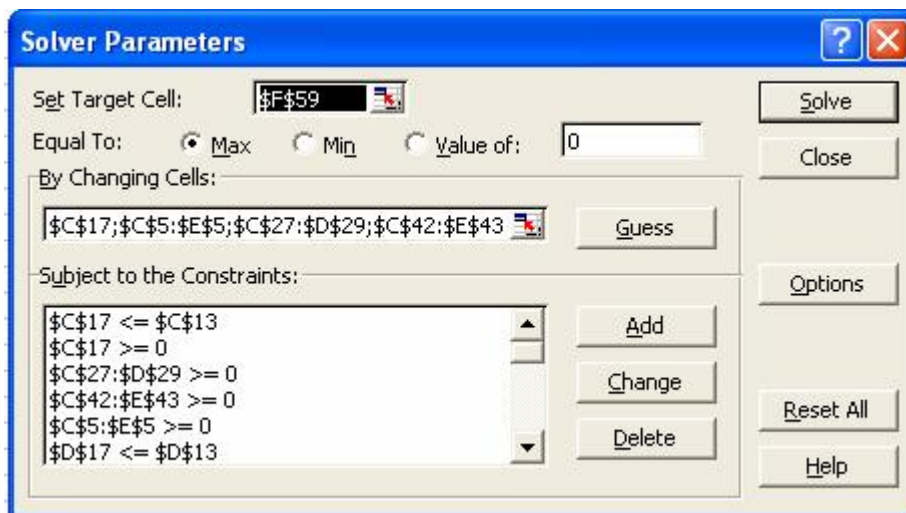 Solver Parameters
?
Set Target Cell: $F$59
Solve
Equal To: Max Min Value of: 0
Close
By Changing Cells:
$C$17;$C$5:$E$5;$C$27:$D$29;$C$42:$E$43
Guess
Subject to the Constraints:
Options
$C$17 <= $C$13
Add
$C$17 >= 0
$C$27:$D$29 >= 0
Change
$C$42:$E$43 >= 0
Reset All
$C$5:$E$5 >= 0
Delete
$D$17 <= $D$13
Help